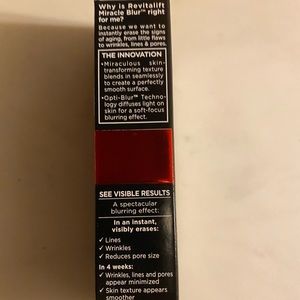 Why is Revitalift
Miracle Blur™ right
for me?
Because we want to
instantly erase the signs
of aging, from little flaws
to wrinkles, lines & pores.
THE INNOVATION
•Miraculous skin-
transforming texture
blends in seamlessly
to create a perfectly
smooth surface.
•Opti-Blur™ Techno-
logy diffuses light on
skin for a soft-focus
blurring effect.
SEE VISIBLE RESULTS
A spectacular
blurring effect:
In an instant,
visibly erases:
✓ Lines
✓ Wrinkles
✓ Reduces pore size
In 4 weeks:
✓ Wrinkles, lines and pores
appear minimized
✓ Skin texture appears
smoother